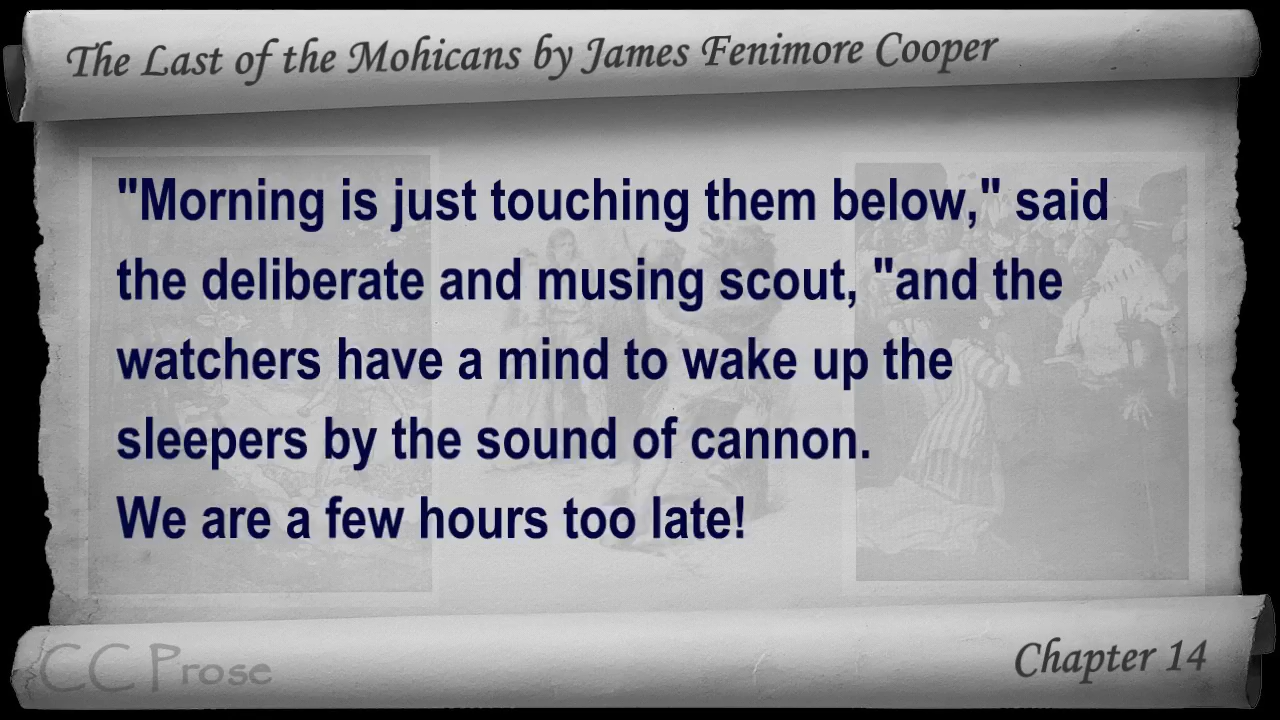 The Last of the Mohicans by James Fenimore Cooper
"Morning is just touching them below," said
the deliberate and musing scout, "and the
watchers have a mind to wake up the
sleepers by the sound of cannon.
We are a few hours too late!
CC Prose
Chapter 14